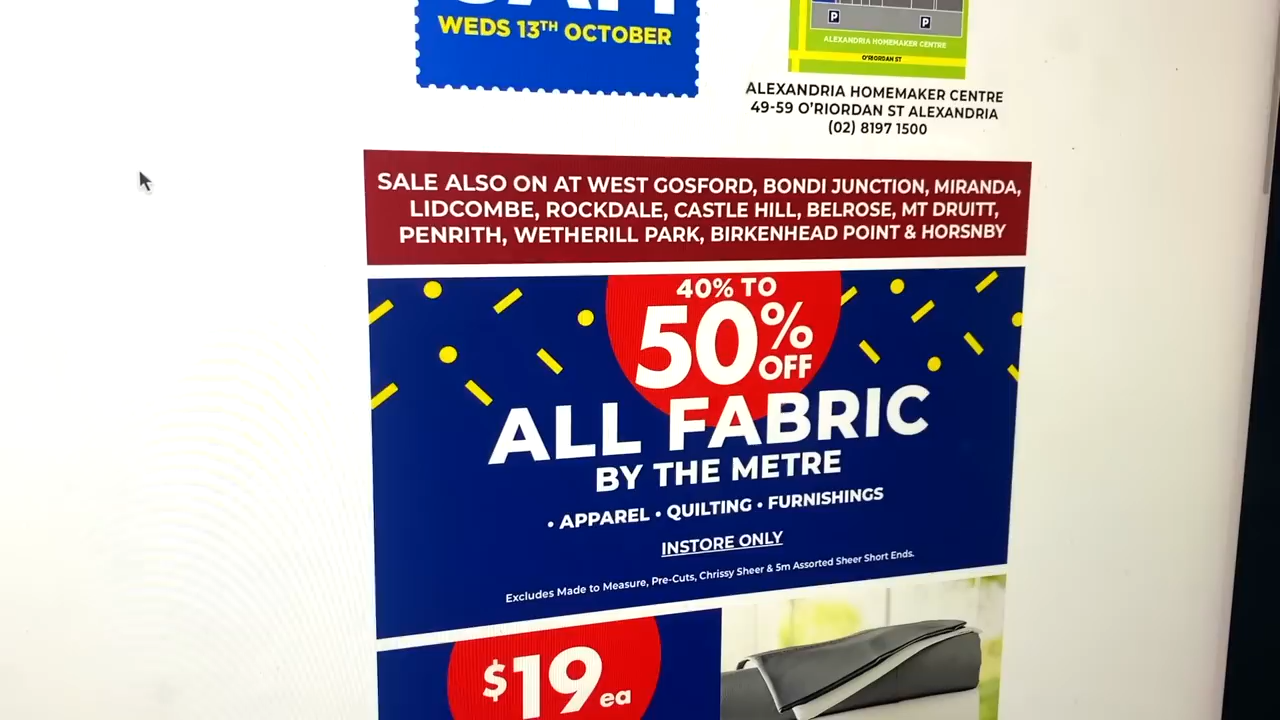 WEDS 13TH OCTOBER
P
P
ALEXANDRIA HOMEMAKER CENTRE
O'RIORDAN ST
ALEXANDRIA HOMEMAKER CENTRE
49-59 O'RIORDAN ST ALEXANDRIA
(02) 8197 1500
SALE ALSO ON AT WEST GOSFORD, BONDI JUNCTION, MIRANDA,
LIDCOMBE, ROCKDALE, CASTLE HILL, BELROSE, MT DRUITT,
PENRITH, WETHERILL PARK, BIRKENHEAD POINT & HORSNBY
40% TO
50%
OFF
ALL FABRIC
BY THE METRE
• APPAREL • QUILTING • FURNISHINGS
INSTORE ONLY
Excludes Made to Measure, Pre-Cuts, Chrissy Sheer & 5m Assorted Sheer Short Ends.
$19ea